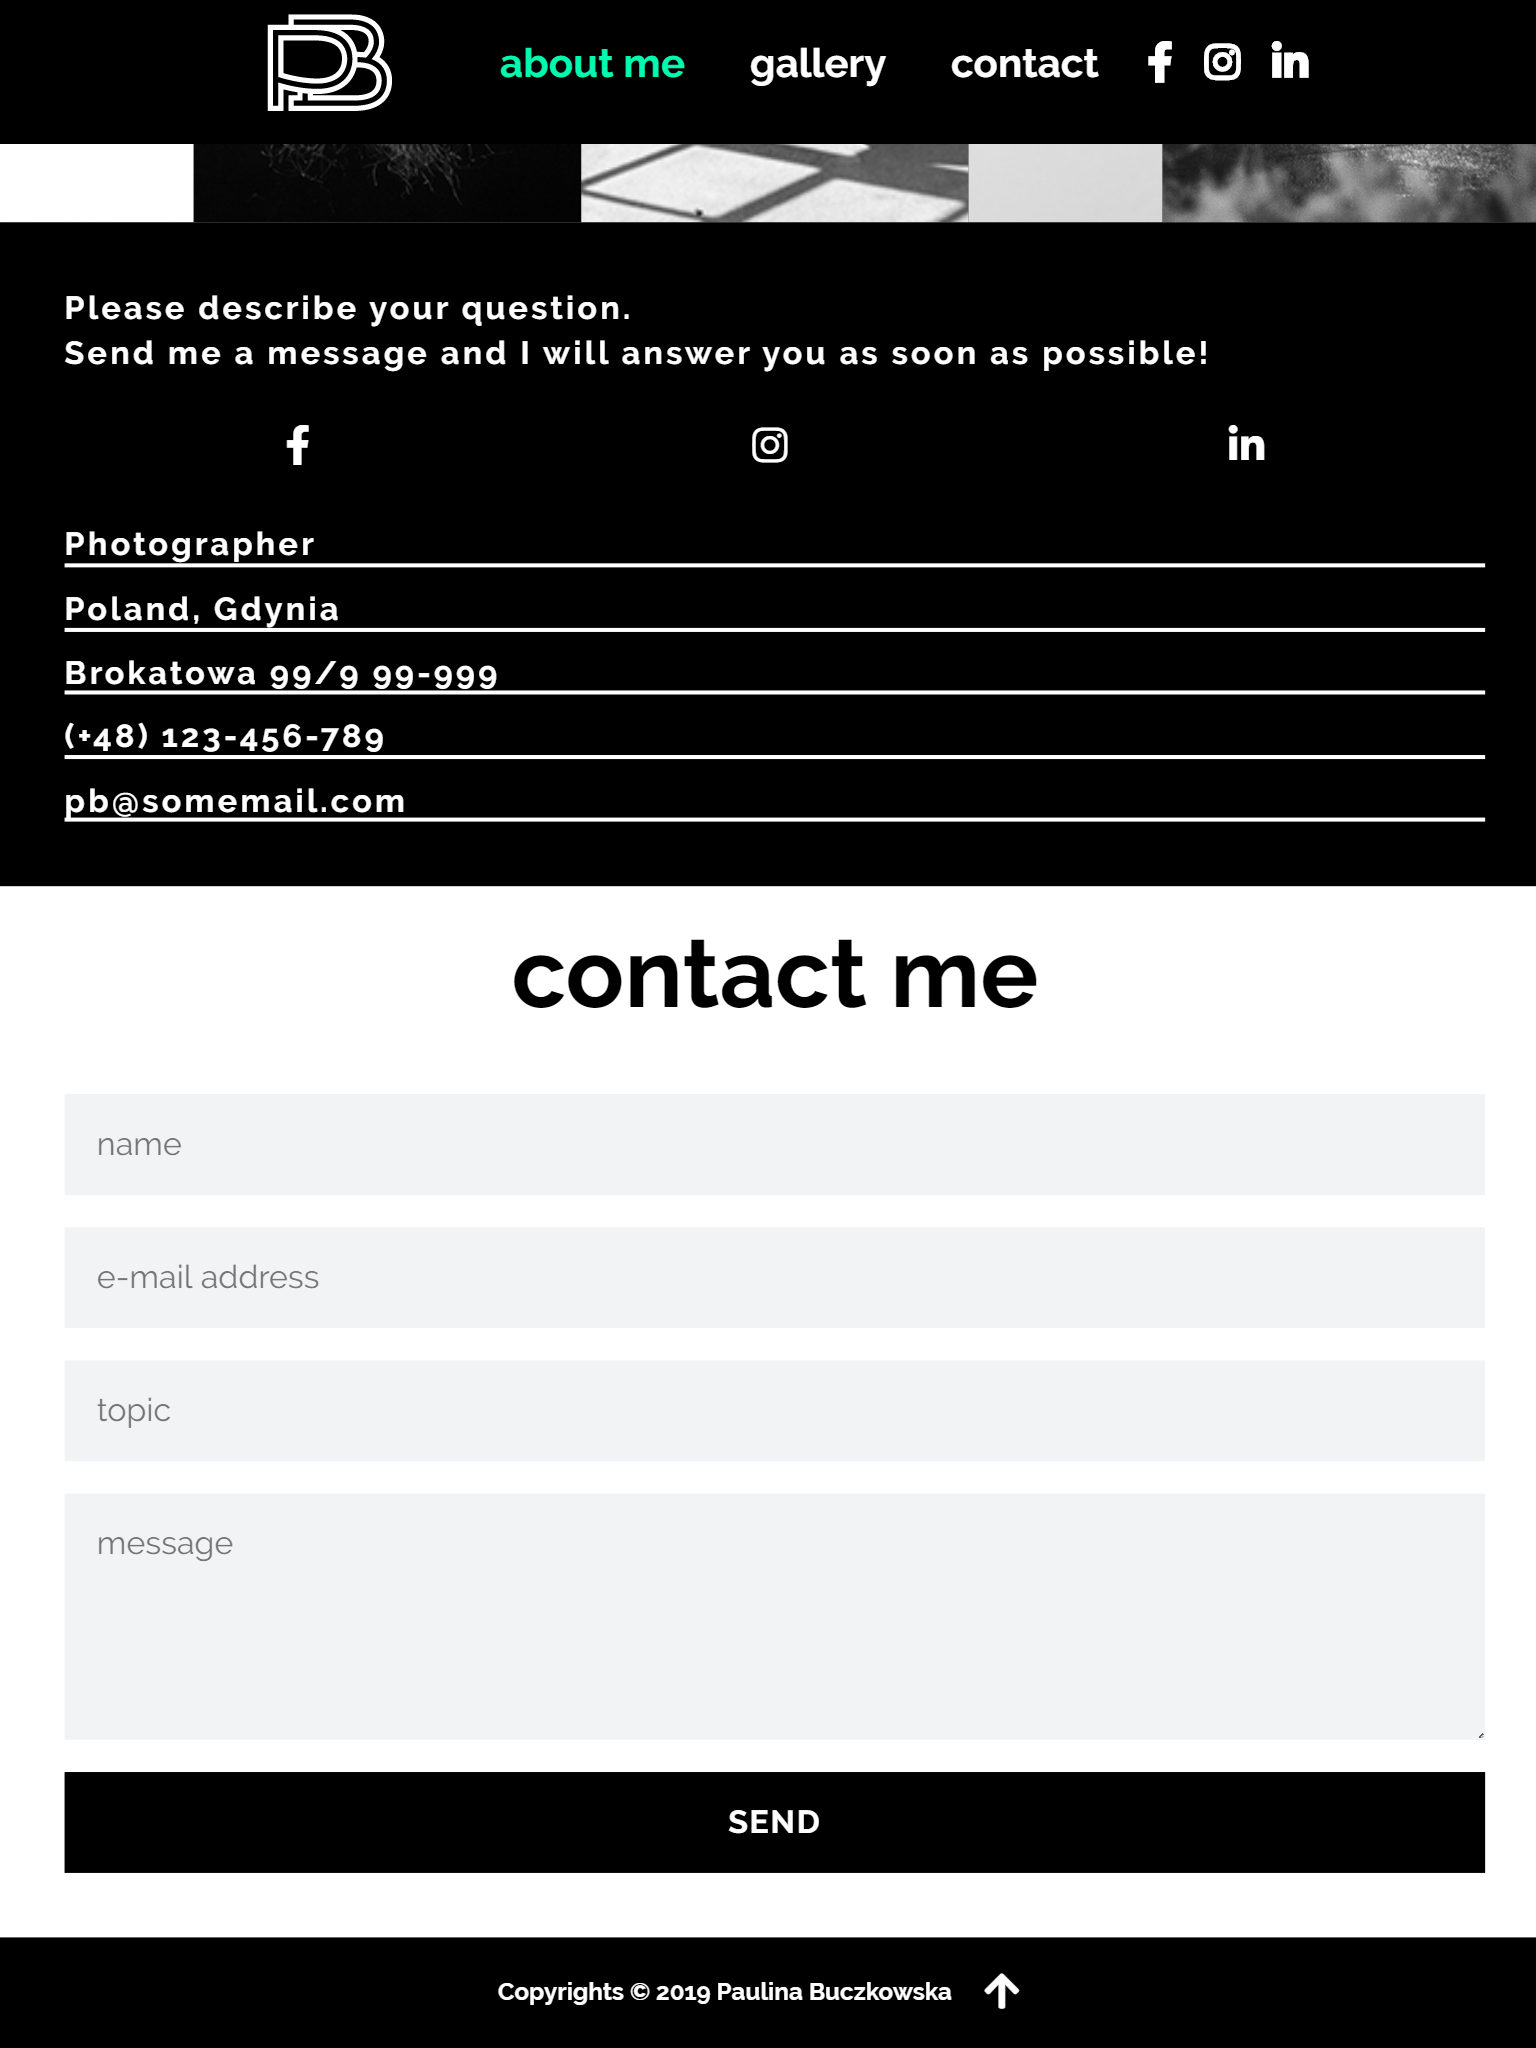 PB
about me gallery contact
Please describe your question.
Send me a message and I will answer you as soon as possible!
Photographer
Poland, Gdynia
Brokatowa 99/9 99-999
(+48) 123-456-789
pb@somemail.com
contact me
name
e-mail address
topic
message
SEND
Copyrights © 2019 Paulina Buczkowska